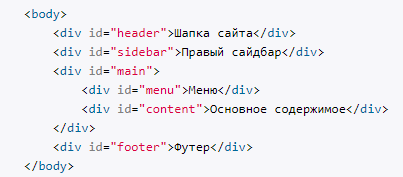 <body>
<div id="header">Шапка сайта</div>
<div id="sidebar">Правый сайдбар</div>
<div id="main">
<div id="menu">Меню</div>
<div id="content">Основное содержимое</div>
</div>
<div id="footer">Футер</div>
</body>